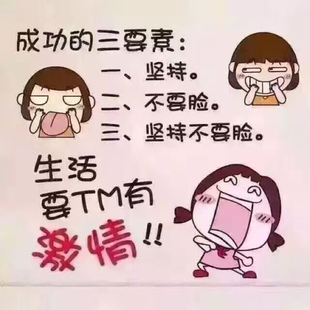 成功的三要素:
一、坚持。
二、不要脸。
三、坚持不要脸。
生活
要TM有
激情!!